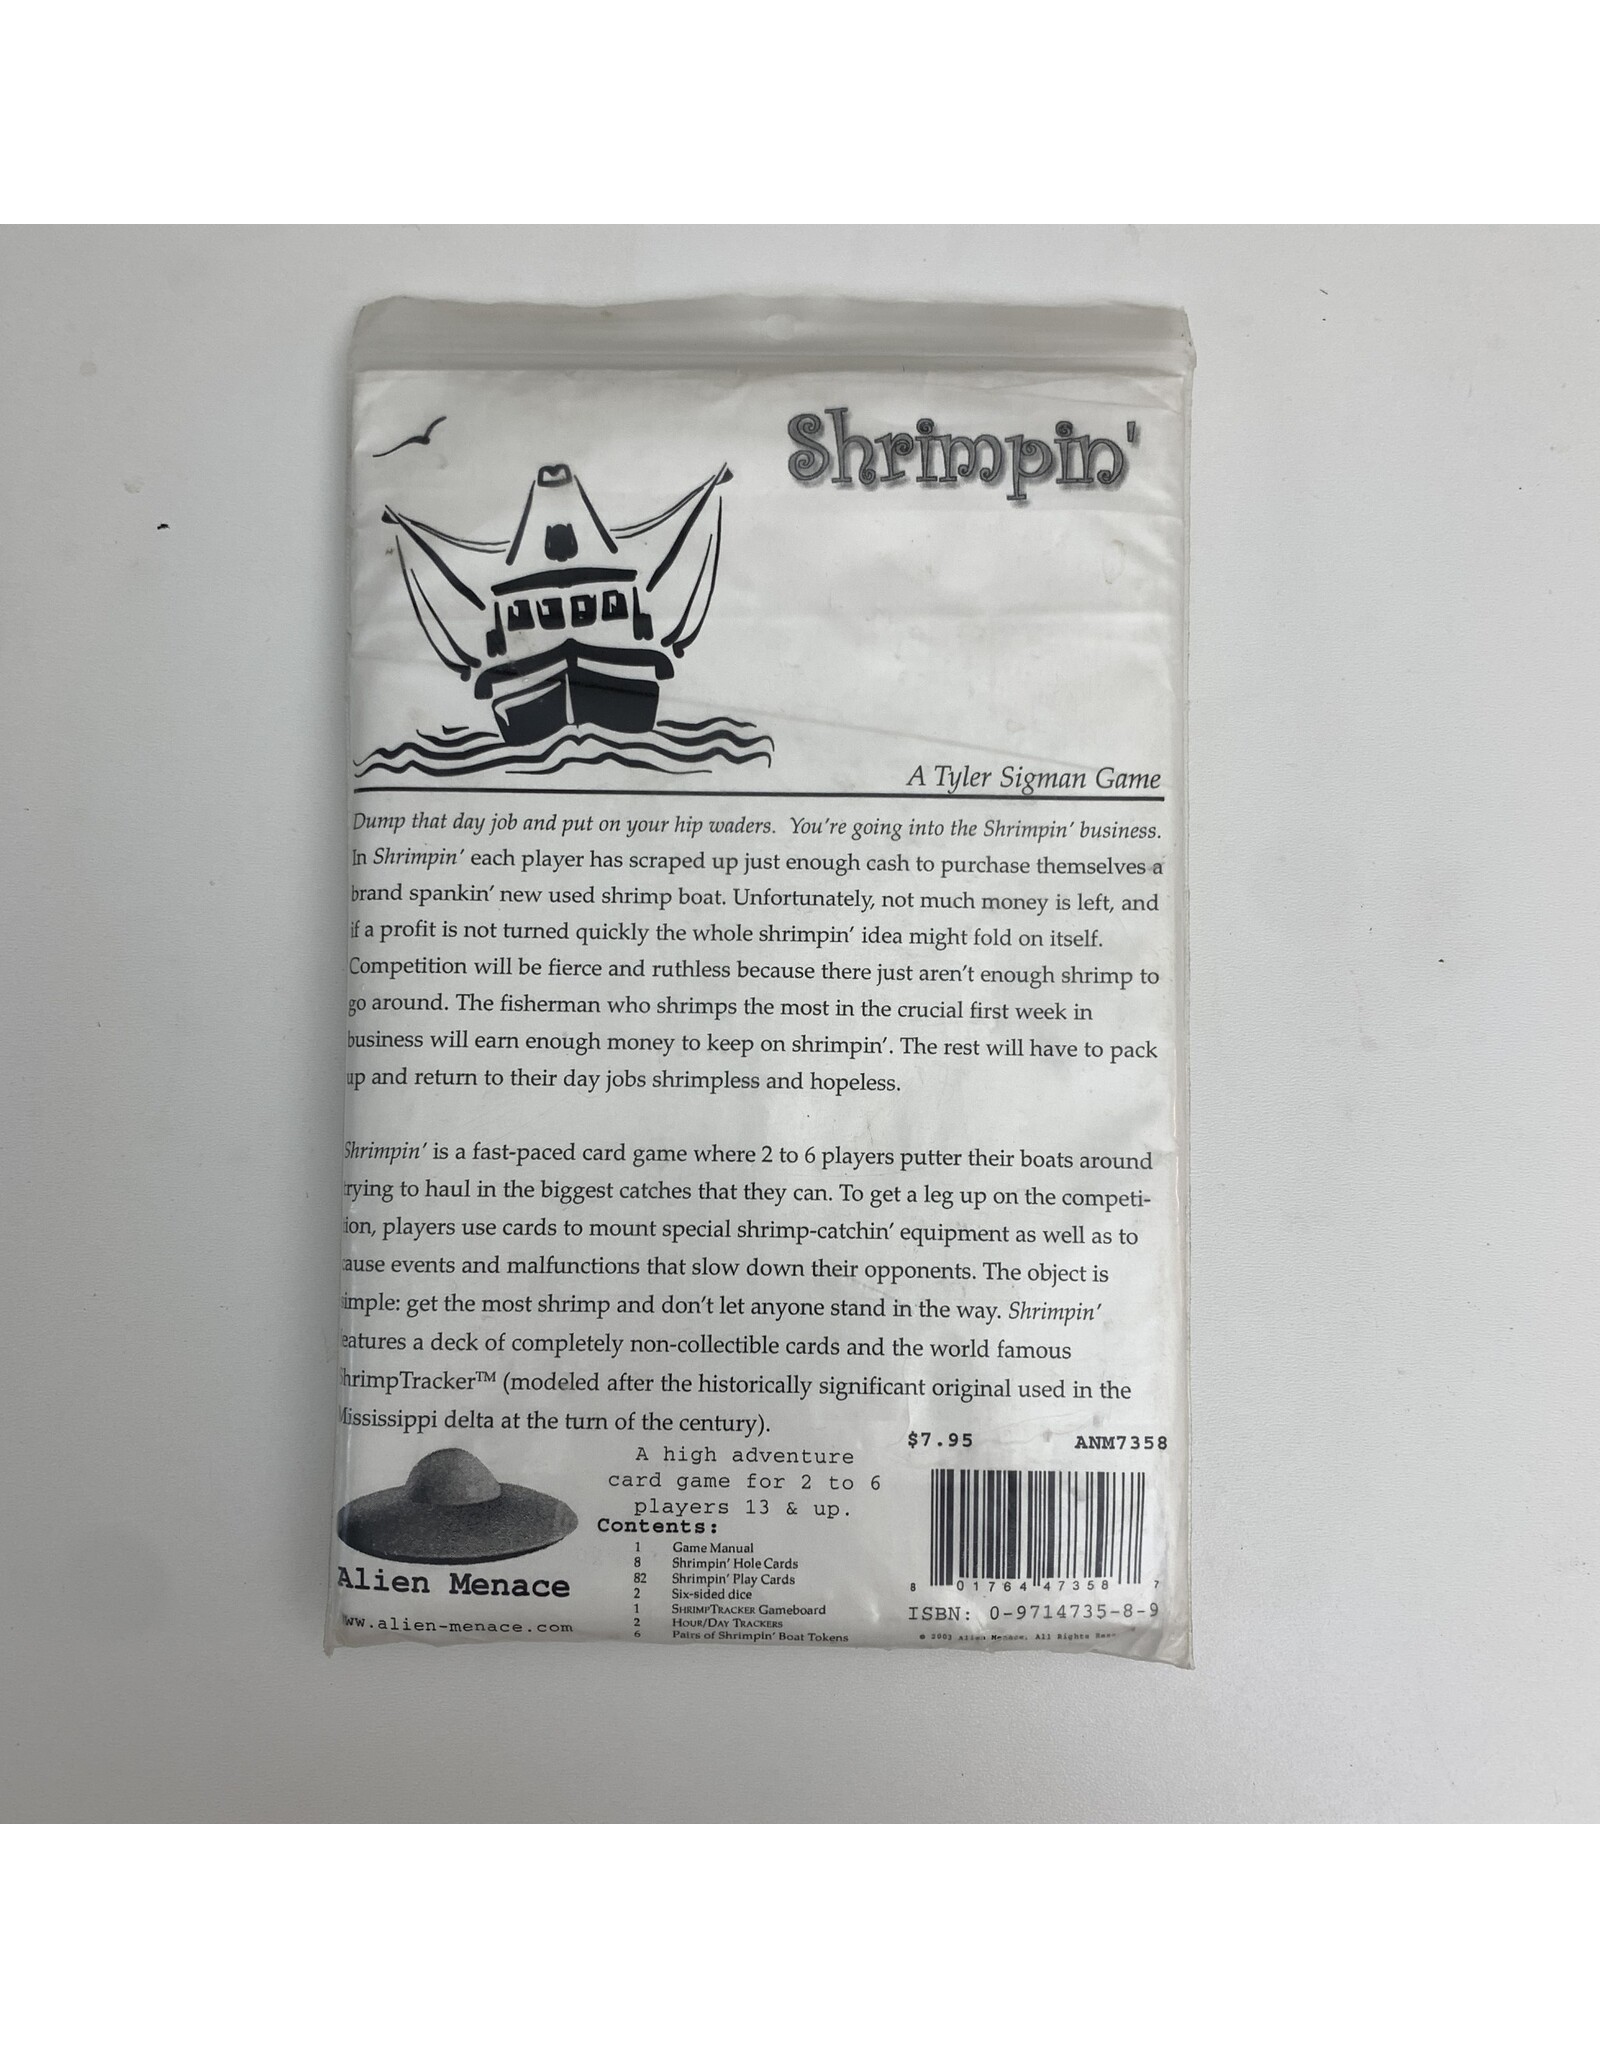 Shrimpin'
A Tyler Sigman Game
Dump that day job and put on your hip waders. You're going into the Shrimpin' business.
In Shrimpin' each player has scraped up just enough cash to purchase themselves a
brand spankin' new used shrimp boat. Unfortunately, not much money is left, and
if a profit is not turned quickly the whole shrimpin' idea might fold on itself.
Competition will be fierce and ruthless because there just aren't enough shrimp to
go around. The fisherman who shrimps the most in the crucial first week in
business will earn enough money to keep on shrimpin'. The rest will have to pack
up and return to their day jobs shrimpless and hopeless.
Shrimpin' is a fast-paced card game where 2 to 6 players putter their boats around
trying to haul in the biggest catches that they can. To get a leg up on the competi-
tion, players use cards to mount special shrimp-catchin' equipment as well as to
cause events and malfunctions that slow down their opponents. The object is
simple: get the most shrimp and don't let anyone stand in the way. Shrimpin'
features a deck of completely non-collectible cards and the world famous
ShrimpTracker™ (modeled after the historically significant original used in the
Mississippi delta at the turn of the century).
$7.95 ANM7358
A high adventure
card game for 2 to 6
players 13 & up.
Contents:
1 Game Manual
8 Shrimpin' Hole Cards
82 Shrimpin' Play Cards
2 Six-sided dice
1 SHRIMPTRACKER Gameboard
2 HOUR/DAY TRACKERS
6 Pairs of Shrimpin' Boat Tokens
Alien Menace
www.alien-menace.com
8 01764 47358 7
ISBN: 0-9714735-8-9
© 2003 Alien Menace. All Rights